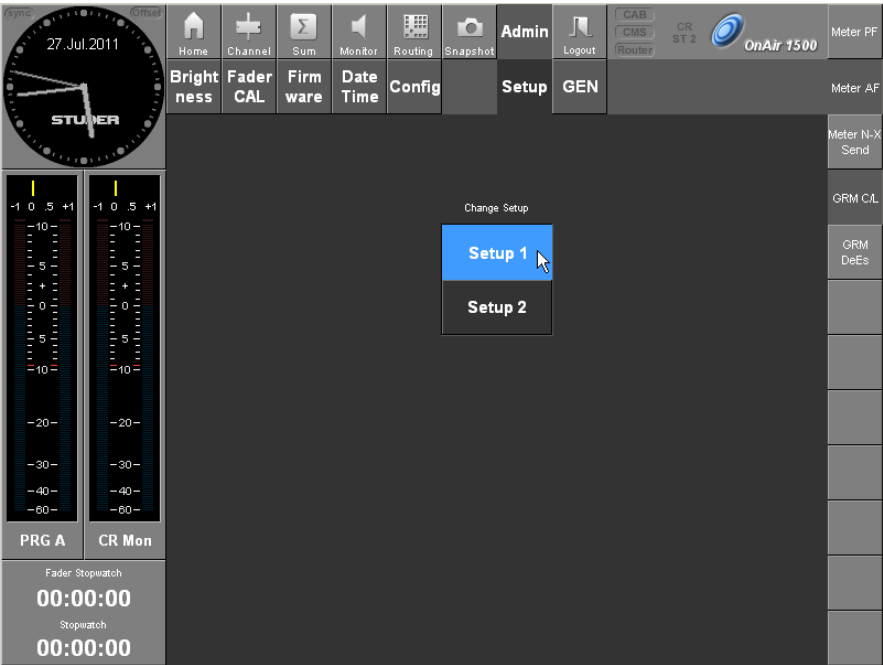 sync
Offset
27.Jul.2011
STUDER
Home
Channel
Sum
Monitor
Routing
Snapshot
Admin
Logout
CAB
CMS
Router
CR
ST 2
OnAir 1500
Meter PF
Bright
ness
Fader
CAL
Firm
ware
Date
Time
Config
Setup
GEN
Meter AF
Meter N-X
Send
GRM C/L
GRM
DeEs
-1 0 .5 +1
-1 0 .5 +1
-10-
-10-
-5-
-5-
+
+
-0-
-0-
-5-
-5-
-10-
-10-
-20-
-20-
-30-
-30-
-40-
-40-
-60-
-60-
PRG A
CR Mon
Change Setup
Setup 1
Setup 2
Fader Stopwatch
00:00:00
Stopwatch
00:00:00